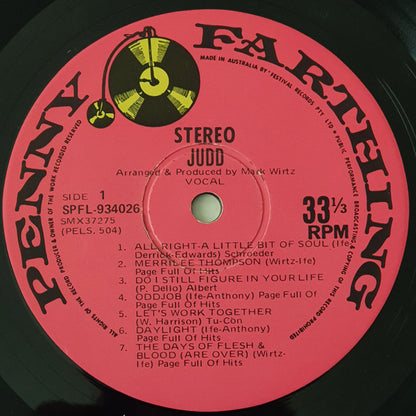 PENNY FARTHING
MADE IN AUSTRALIA BY FESTIVAL RECORDS PTY. LTD.
STEREO
JUDD
Arranged & Produced by Mark Wirtz
VOCAL
SIDE 1
SPFL-934026
SMX37275
(PELS. 504)
33⅓
RPM
1. ALL RIGHT-A LITTLE BIT OF SOUL (Ife
Derrick-Edwards) Schroeder
2. MERRILEE THOMPSON (Wirtz-Ife)
Page Full Of Hits
3. DO I STILL FIGURE IN YOUR LIFE
(P. Dello) Albert
4. ODDJOB (Ife-Anthony) Page Full
Of Page Full Of Hits
5. LET'S WORK TOGETHER
(W. Harrison) Tu-Con
6. DAYLIGHT (Ife-Anthony)
Page Full Of Hits
7. THE DAYS OF FLESH &
BLOOD (ARE OVER) (Wirtz-
Ife) Page Full Of Hits
ALL RIGHTS OF THE RECORD PRODUCER & OWNER OF THE WORK RECORDED RESERVED
PUBLIC PERFORMANCE BROADCASTING & COPYING OF THIS RECORD PROHIBITED